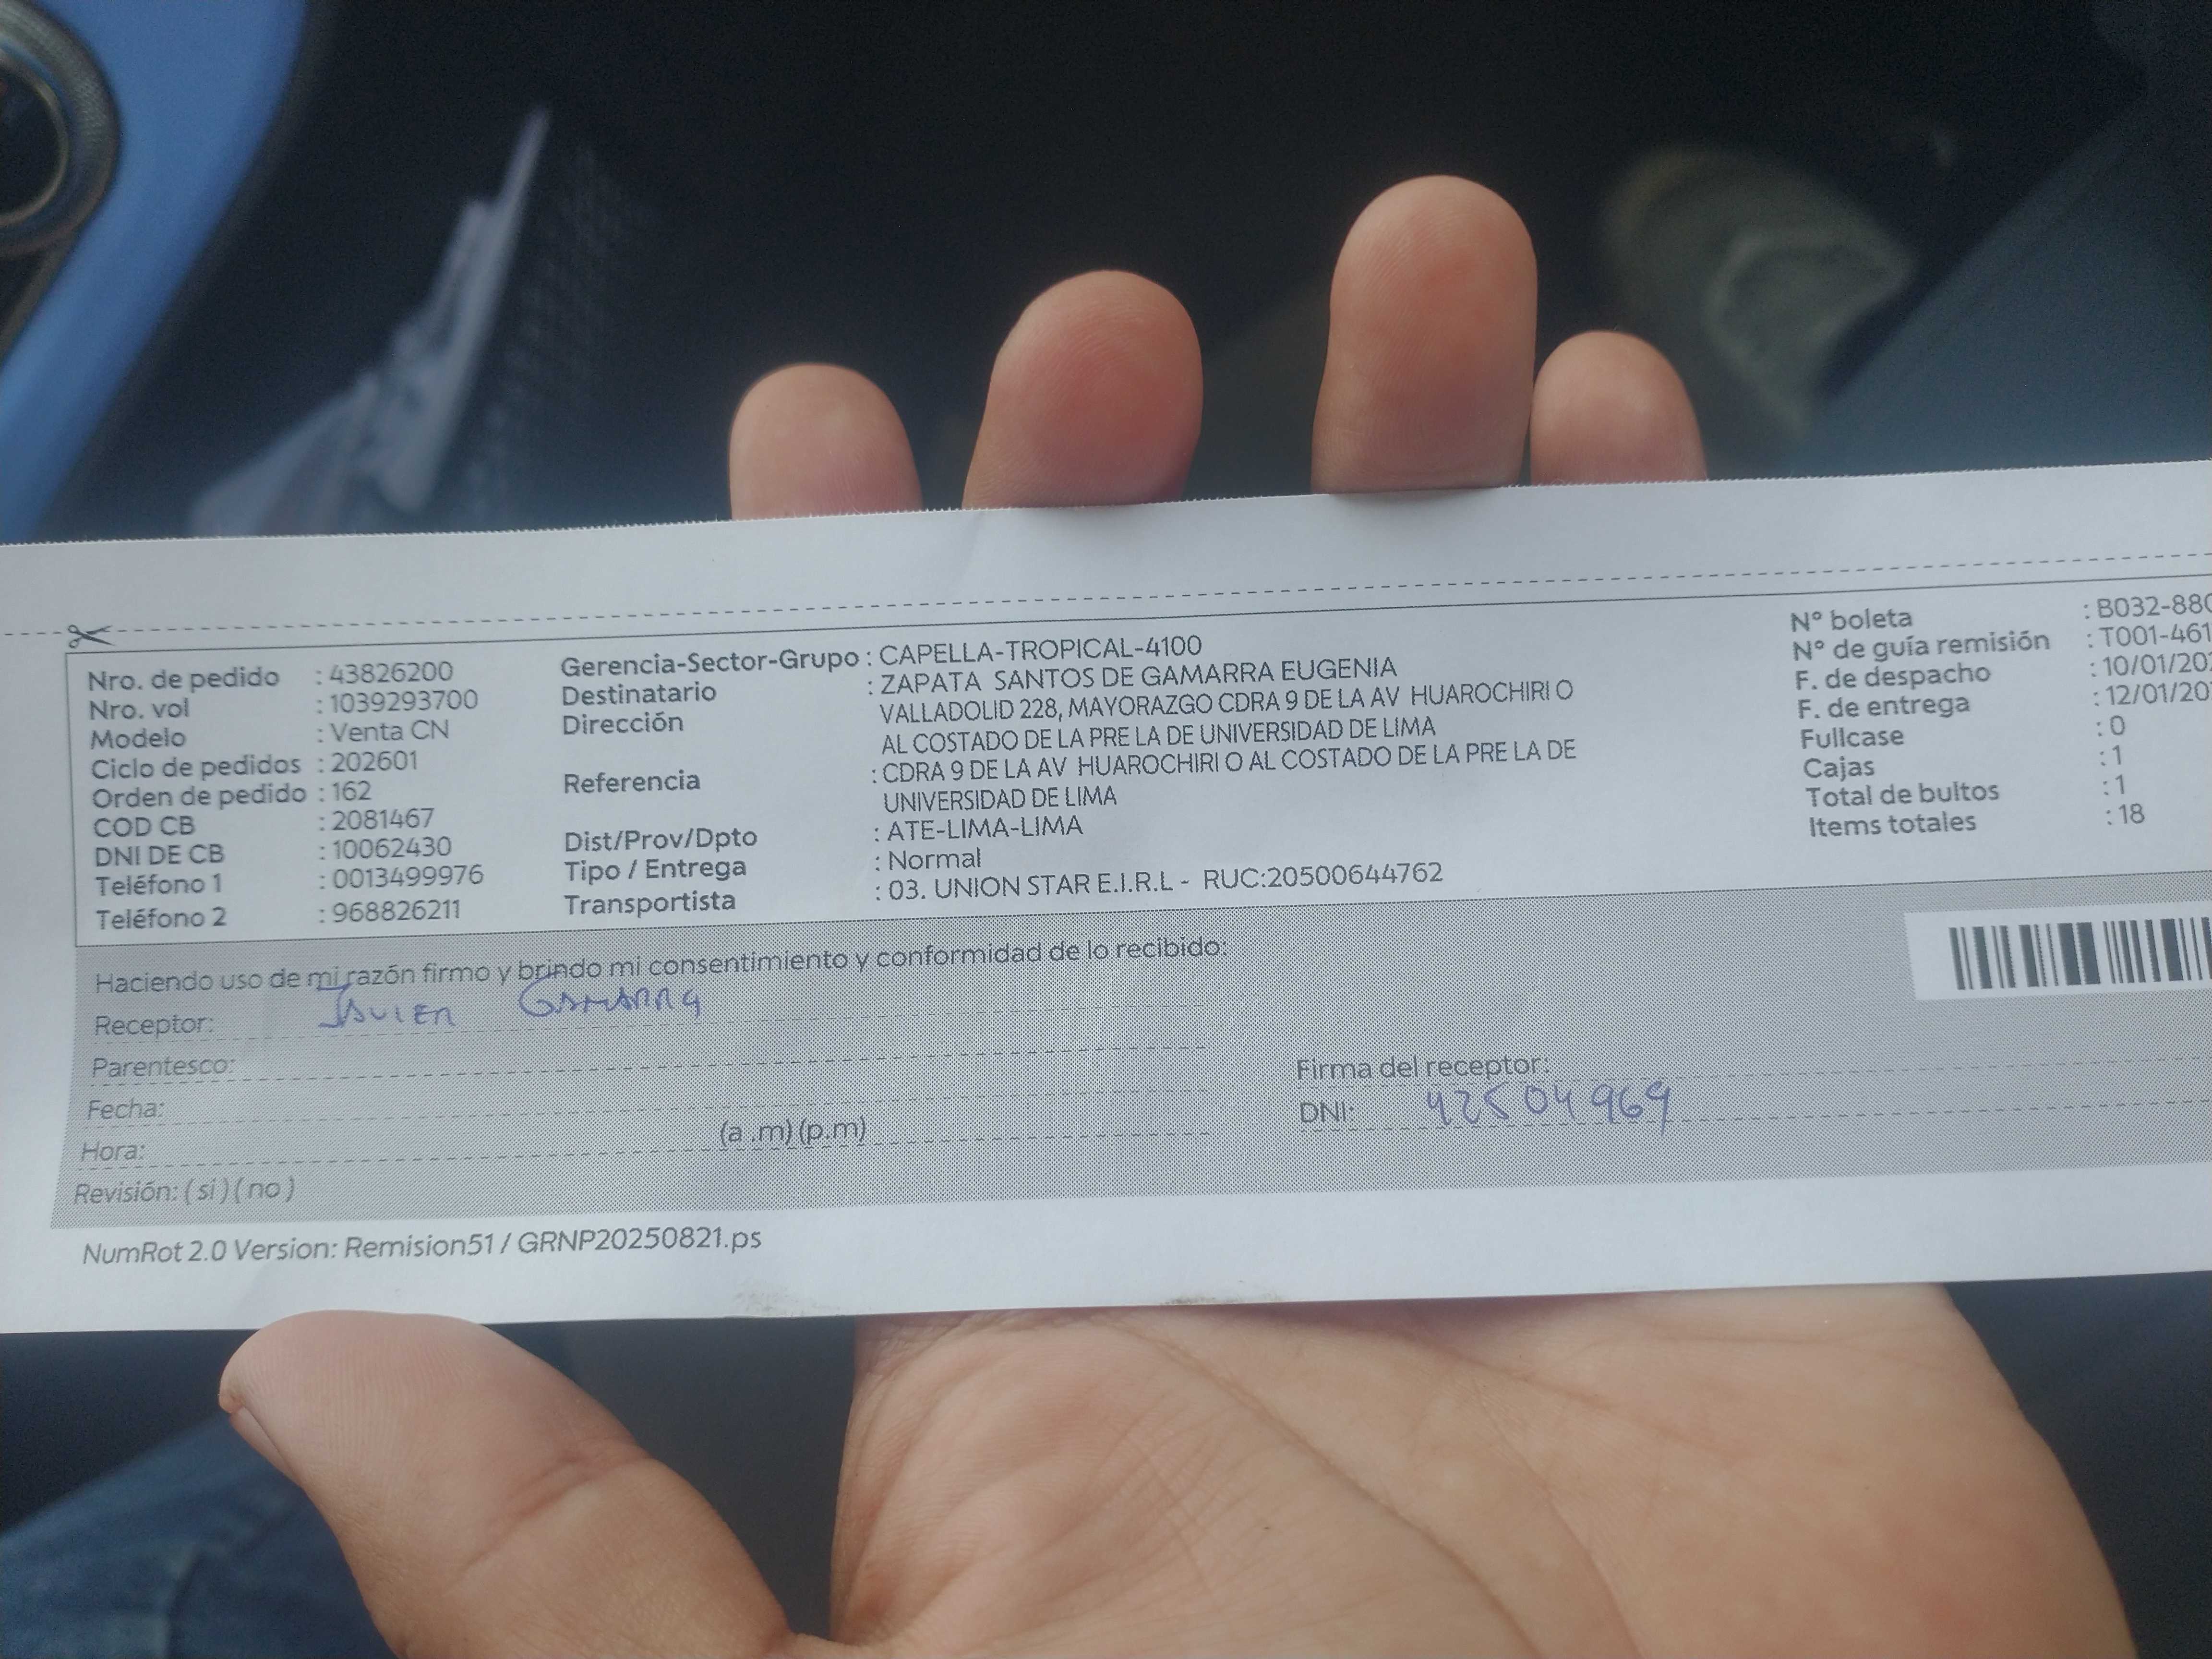 Nro. de pedido : 43826200
Nro. vol : 1039293700
Modelo : Venta CN
Ciclo de pedidos : 202601
Orden de pedido : 162
COD CB : 2081467
DNI DE CB : 10062430
Teléfono 1 : 0013499976
Teléfono 2 : 968826211
Gerencia-Sector-Grupo : CAPELLA-TROPICAL-4100
Destinatario : ZAPATA SANTOS DE GAMARRA EUGENIA
Dirección VALLADOLID 228, MAYORAZGO CDRA 9 DE LA AV HUAROCHIRI O
AL COSTADO DE LA PRE LA DE UNIVERSIDAD DE LIMA
Referencia : CDRA 9 DE LA AV HUAROCHIRI O AL COSTADO DE LA PRE LA DE
UNIVERSIDAD DE LIMA
Dist/Prov/Dpto : ATE-LIMA-LIMA
Tipo / Entrega : Normal
Transportista : 03. UNION STAR E.I.R.L - RUC:20500644762
N° boleta : B032-880
N° de guía remisión : T001-461
F. de despacho : 10/01/20
F. de entrega : 12/01/20
Fullcase : 0
Cajas : 1
Total de bultos : 1
Items totales : 18
Haciendo uso de mi razón firmo y brindo mi consentimiento y conformidad de lo recibido:
Receptor: JAVIER GAMARRA
Parentesco:
Fecha:
Hora: (a .m) (p.m)
Revisión: ( si ) ( no )
Firma del receptor:
DNI: 42504969
NumRot 2.0 Version: Remision51 / GRNP20250821.ps